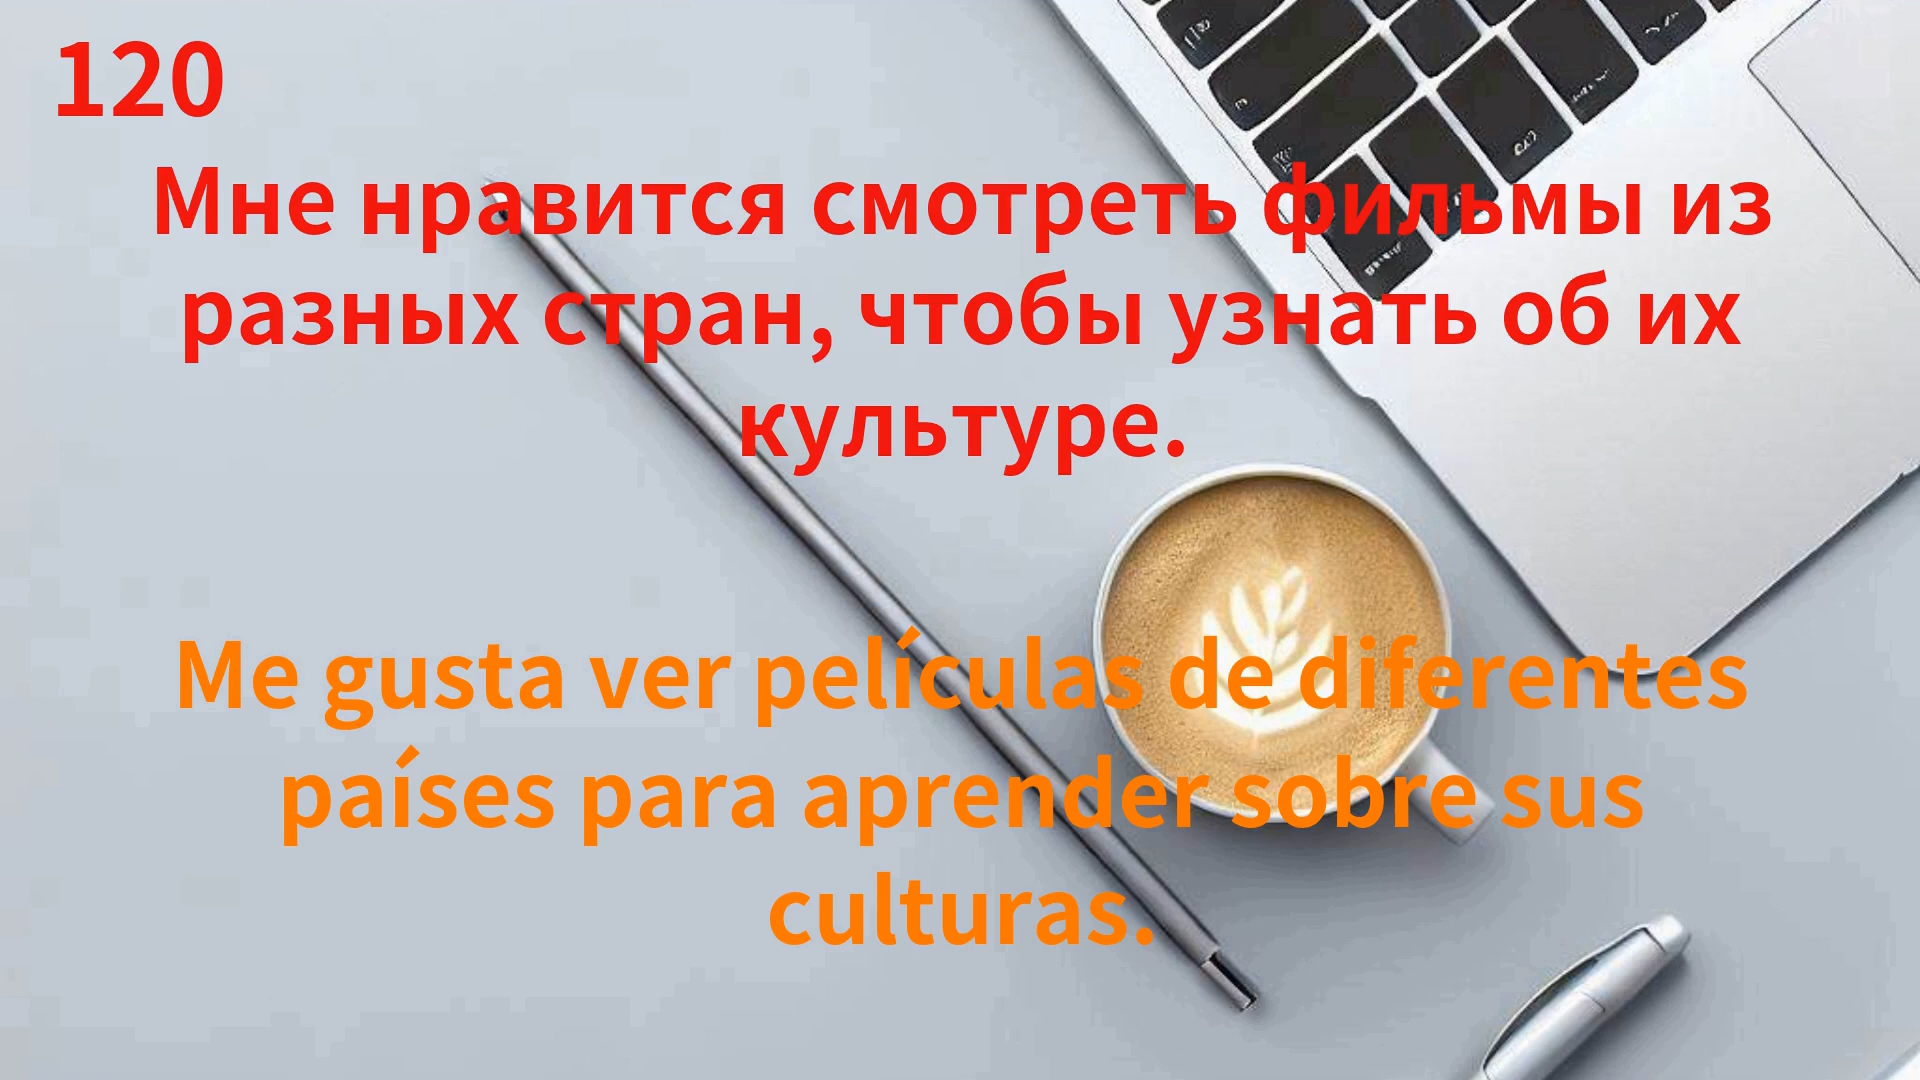 120
Мне нравится смотреть фильмы из
разных стран, чтобы узнать об их
культуре.
Me gusta ver películas de diferentes
países para aprender sobre sus
culturas.